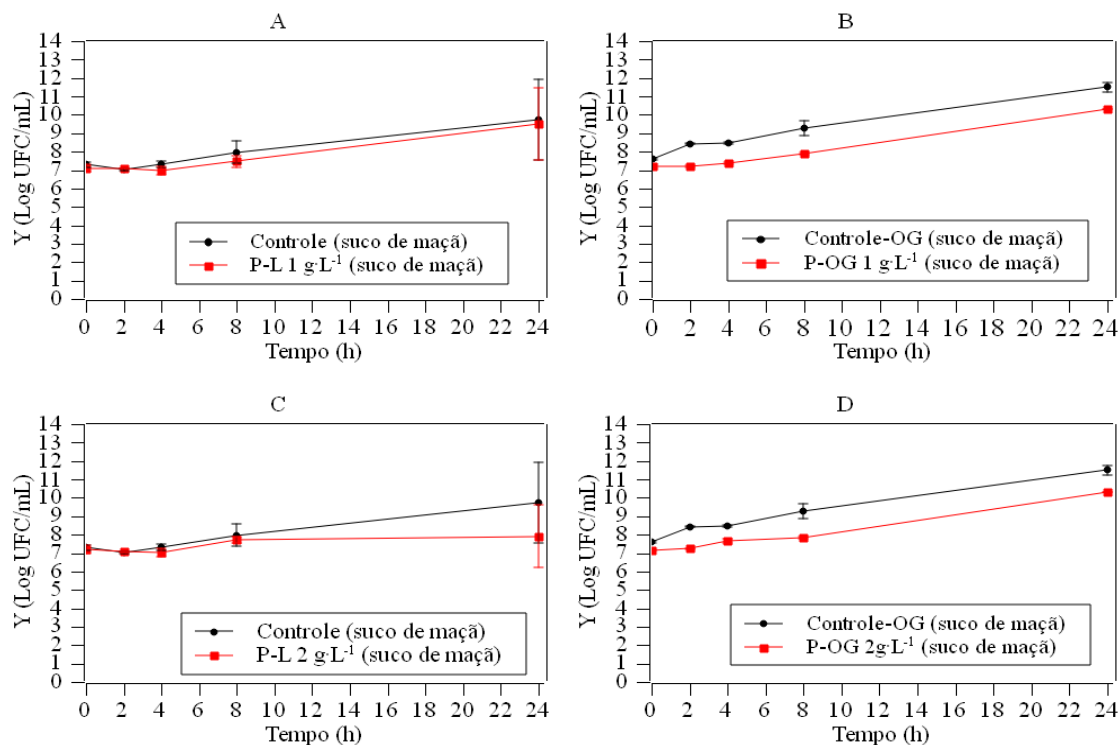 A
14
13
12
11
10
9
8
7
6
5
4
3
2
1
0
Y (Log UFC/mL)
Controle (suco de maçã)
P-L 1 g·L⁻¹ (suco de maçã)
0 2 4 6 8 10 12 14 16 18 20 22 24
Tempo (h)
B
14
13
12
11
10
9
8
7
6
5
4
3
2
1
0
Y (Log UFC/mL)
Controle-OG (suco de maçã)
P-OG 1 g·L⁻¹ (suco de maçã)
0 2 4 6 8 10 12 14 16 18 20 22 24
Tempo (h)
C
14
13
12
11
10
9
8
7
6
5
4
3
2
1
0
Y (Log UFC/mL)
Controle (suco de maçã)
P-L 2 g·L⁻¹ (suco de maçã)
0 2 4 6 8 10 12 14 16 18 20 22 24
Tempo (h)
D
14
13
12
11
10
9
8
7
6
5
4
3
2
1
0
Y (Log UFC/mL)
Controle-OG (suco de maçã)
P-OG 2g·L⁻¹ (suco de maçã)
0 2 4 6 8 10 12 14 16 18 20 22 24
Tempo (h)